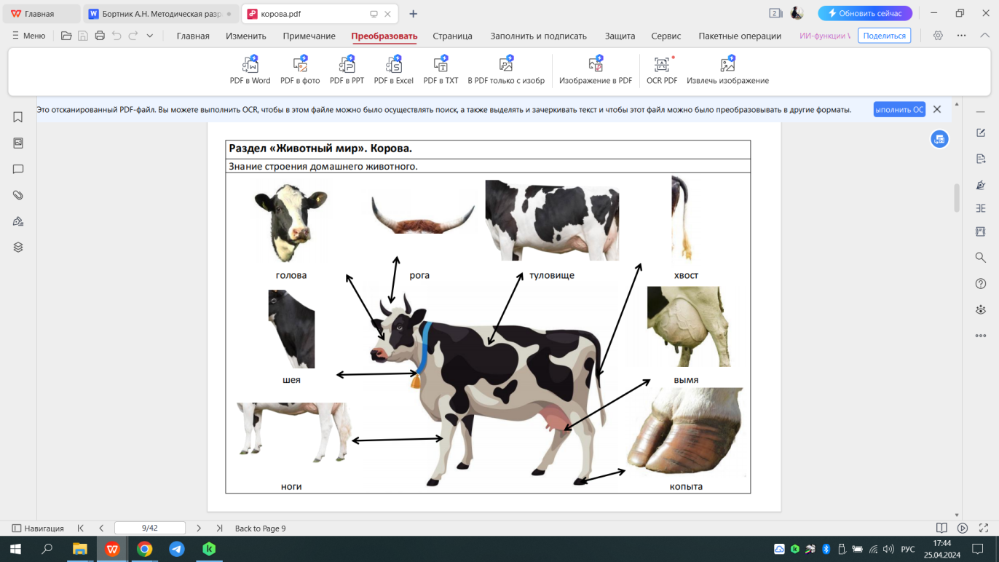 Главная
Бортник А.Н. Методическая разр
корова.pdf
2
Обновить сейчас
Меню
Главная Изменить Примечание Преобразовать Страница Заполнить и подписать Защита Сервис Пакетные операции ИИ-функции
Поделиться
PDF в Word PDF в фото PDF в PPT PDF в Excel PDF в TXT В PDF только с изобр Изображение в PDF OCR PDF Извлечь изображение
Это отсканированный PDF-файл. Вы можете выполнить OCR, чтобы в этом файле можно было осуществлять поиск, а также выделять и зачеркивать текст и чтобы этот файл можно было преобразовывать в другие форматы.
ыполнить ОС
Раздел «Животный мир». Корова.
Знание строения домашнего животного.
голова рога туловище хвост
шея вымя
ноги копыта
Навигация 9/42 Back to Page 9
РУС
17:44
25.04.2024